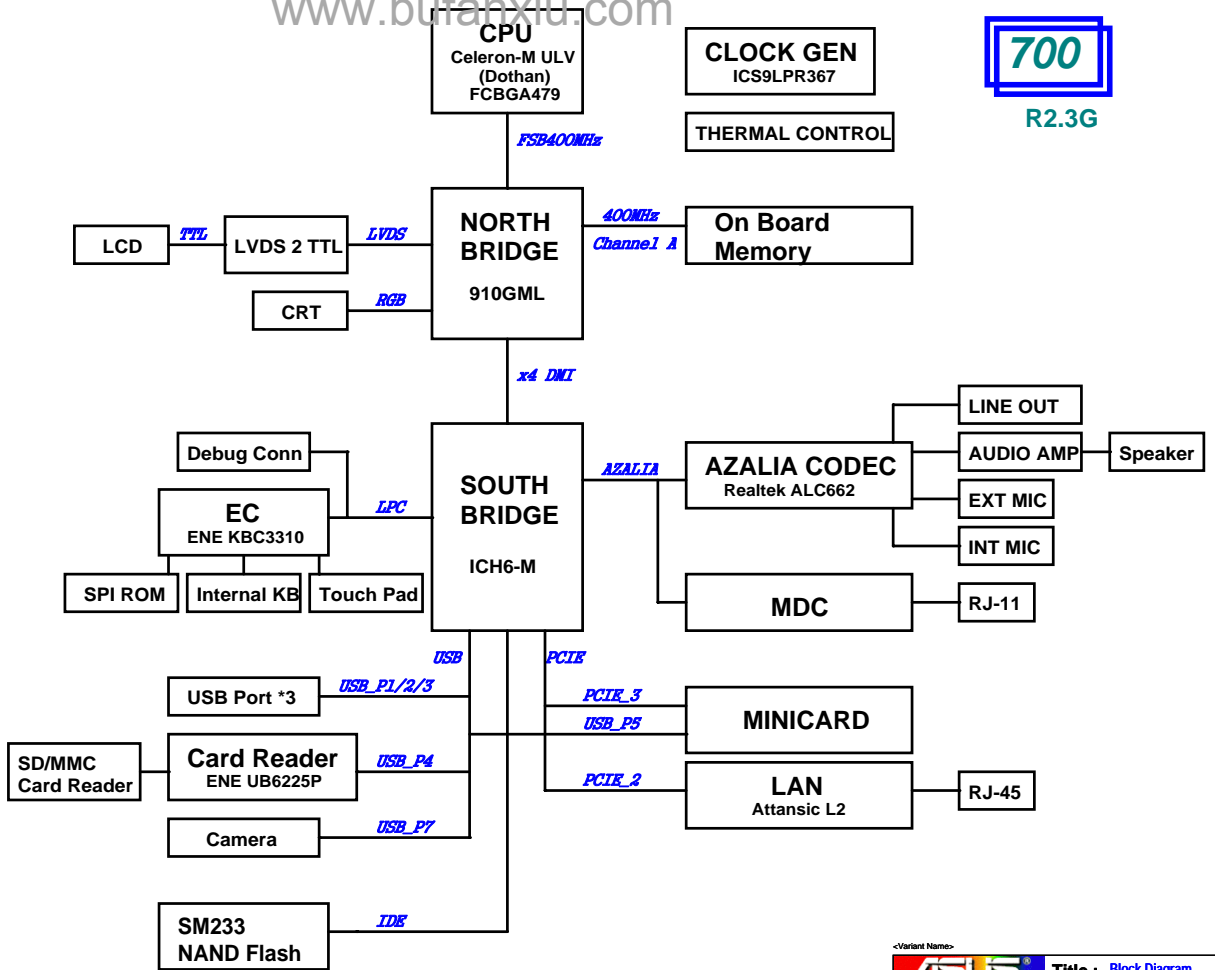 www.bufanxiu.com
CPU
Celeron-M ULV
(Dothan)
FCBGA479
CLOCK GEN
ICS9LPR367
700
R2.3G
THERMAL CONTROL
FSB400MHz
NORTH
BRIDGE
910GML
400MHz
Channel A
On Board
Memory
LCD
TTL
LVDS 2 TTL
LVDS
CRT
RGB
x4 DMI
LINE OUT
Debug Conn
SOUTH
BRIDGE
ICH6-M
AZALIA
AZALIA CODEC
Realtek ALC662
AUDIO AMP
Speaker
EXT MIC
INT MIC
EC
ENE KBC3310
LPC
SPI ROM
Internal KB
Touch Pad
MDC
RJ-11
USB
PCIE
USB Port *3
USB_P1/2/3
PCIE_3
USB_P5
MINICARD
SD/MMC
Card Reader
Card Reader
ENE UB6225P
USB_P4
PCIE_2
LAN
Attansic L2
RJ-45
Camera
USB_P7
SM233
NAND Flash
IDE
<Variant Name>
Title : Block Diagram